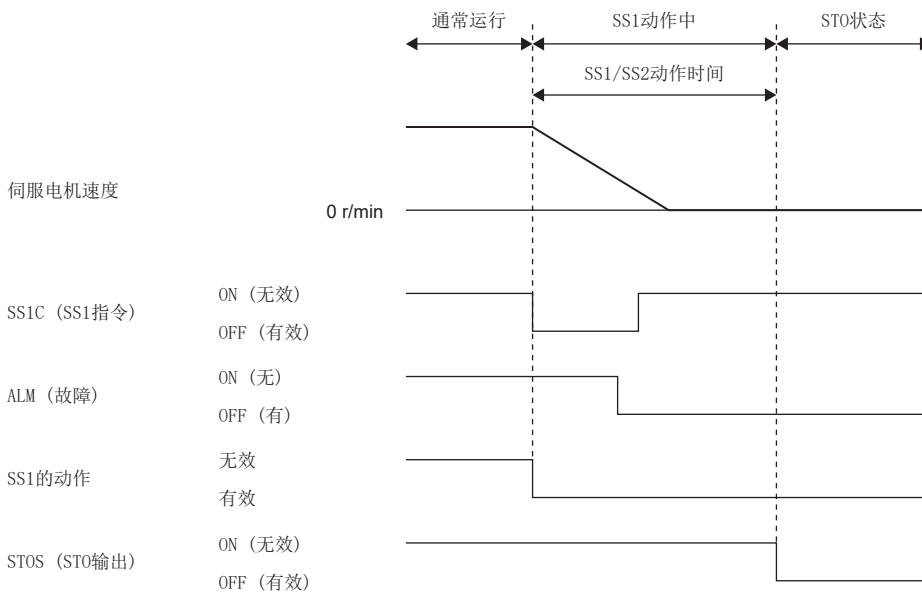 通常运行 SS1动作中 STO状态
SS1/SS2动作时间
伺服电机速度
0 r/min
SS1C (SS1指令)
ON (无效)
OFF (有效)
ALM (故障)
ON (无)
OFF (有)
SS1的动作
无效
有效
STOS (STO输出)
ON (无效)
OFF (有效)